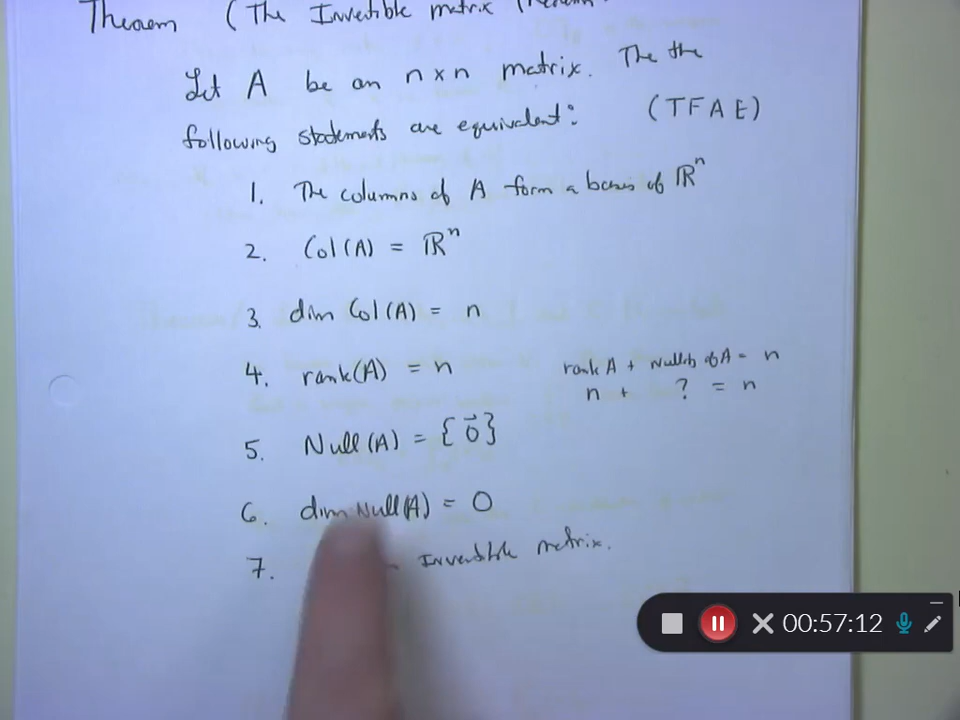 Theorem (The Invertible matrix
Let A be an n x n matrix. The the
following statements are equivalent: (TFAE)
1. The columns of A form a basis of ℝⁿ
2. Col(A) = ℝⁿ
3. dim Col(A) = n
4. rank(A) = n
rank A + Nullity of A = n
n + ? = n
5. Null(A) = {0⃗}
6. dim Null(A) = 0
7. Invertible matrix.
00:57:12